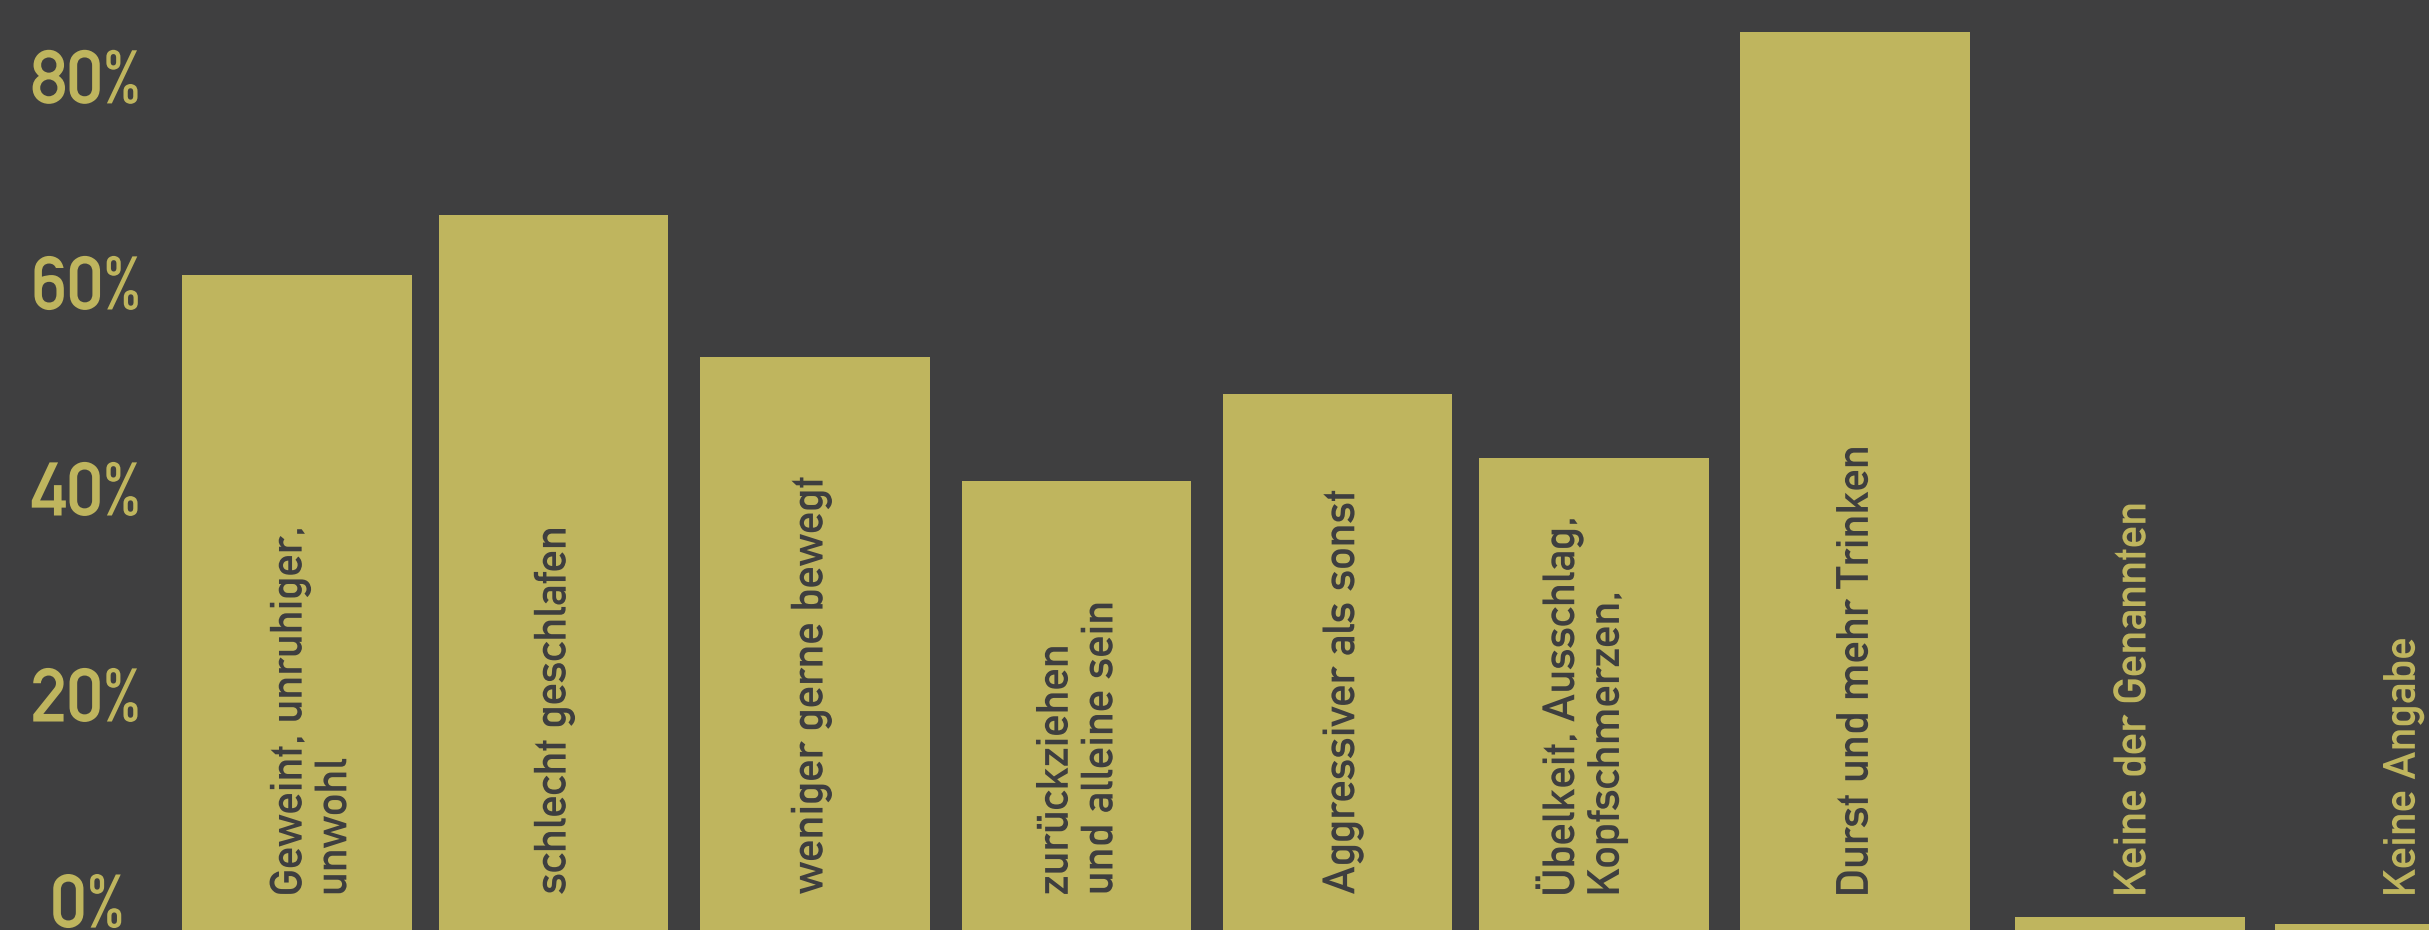 80%
60%
40%
20%
0%
Geweint, unruhiger,
unwohl
schlecht geschlafen
weniger gerne bewegt
zurückziehen
und alleine sein
Aggressiver als sonst
Übelkeit, Ausschlag,
Kopfschmerzen,
Durst und mehr Trinken
Keine der Genannten
Keine Angabe